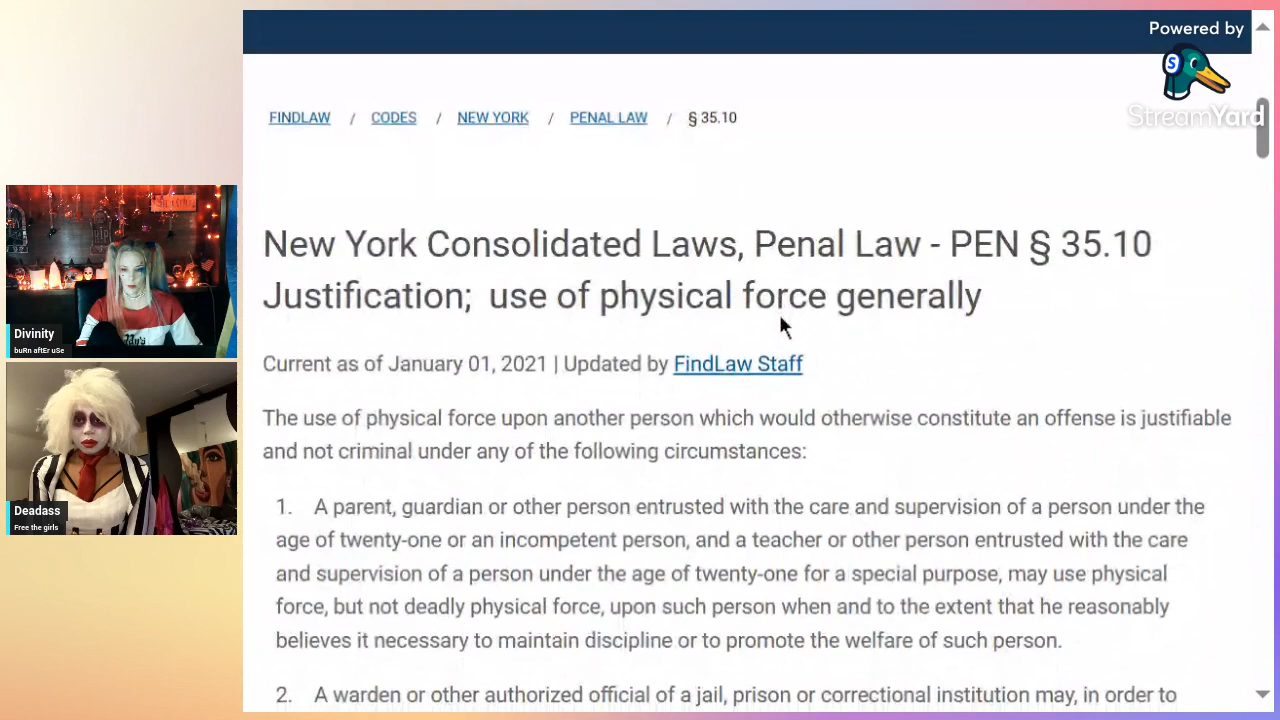 Powered by
StreamYard
FINDLAW / CODES / NEW YORK / PENAL LAW / § 35.10
New York Consolidated Laws, Penal Law - PEN § 35.10
Justification; use of physical force generally
Current as of January 01, 2021 | Updated by FindLaw Staff
The use of physical force upon another person which would otherwise constitute an offense is justifiable
and not criminal under any of the following circumstances:
1. A parent, guardian or other person entrusted with the care and supervision of a person under the
age of twenty-one or an incompetent person, and a teacher or other person entrusted with the care
and supervision of a person under the age of twenty-one for a special purpose, may use physical
force, but not deadly physical force, upon such person when and to the extent that he reasonably
believes it necessary to maintain discipline or to promote the welfare of such person.
2. A warden or other authorized official of a jail, prison or correctional institution may, in order to
Divinity
buRn aftEr uSe
Deadass
Free the girls